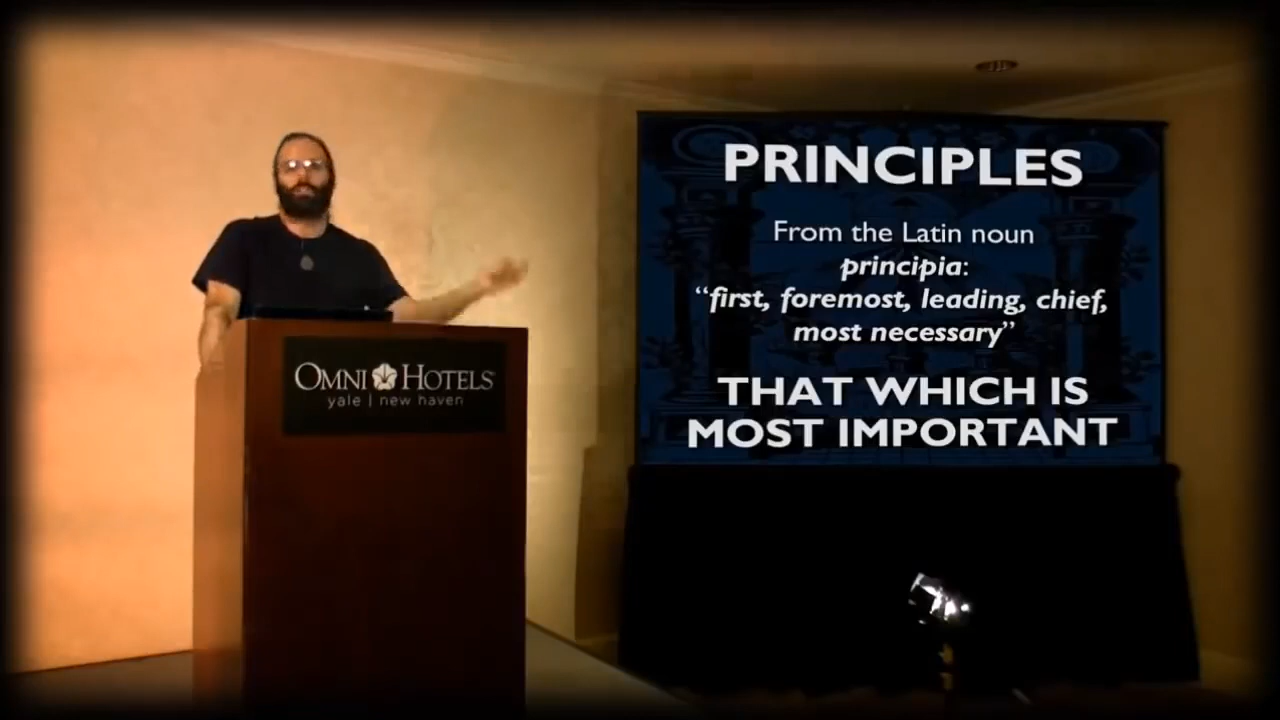 OMNI HOTELS
yale | new haven
PRINCIPLES
From the Latin noun
principia:
“first, foremost, leading, chief,
most necessary”
THAT WHICH IS
MOST IMPORTANT